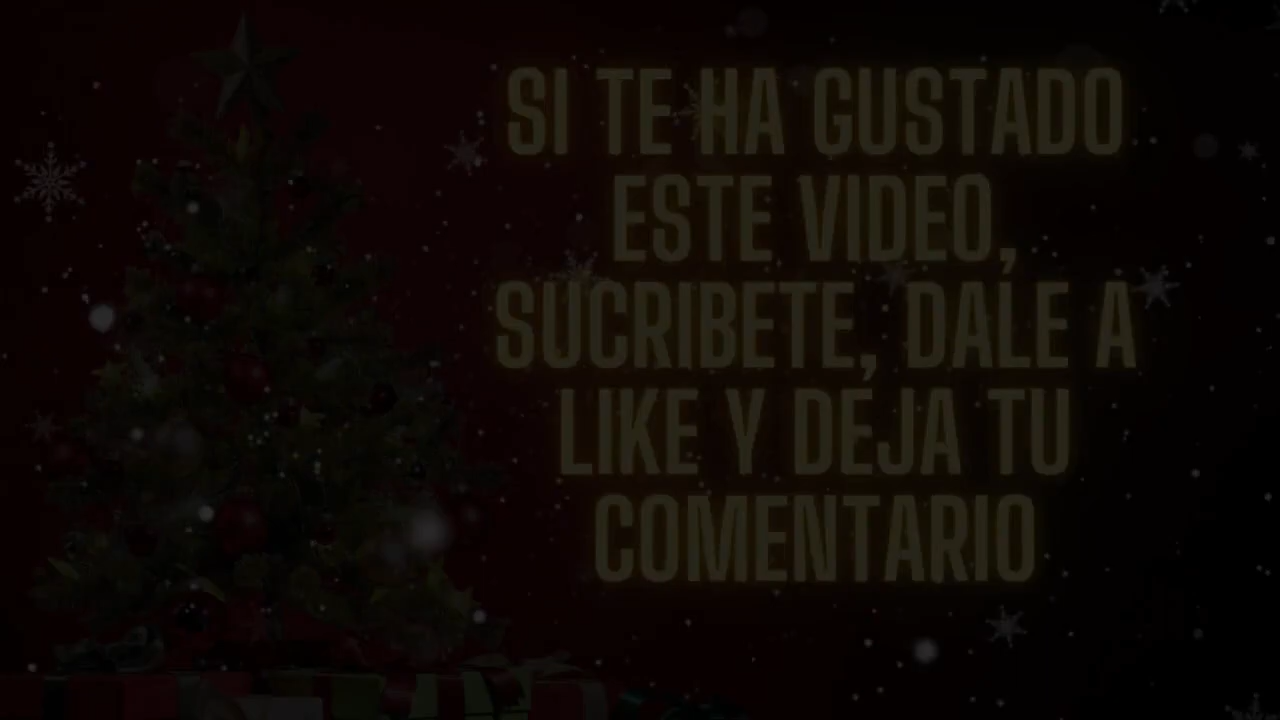 SI TE HA GUSTADO
ESTE VIDEO,
SUCRIBETE, DALE A
LIKE Y DEJA TU
COMENTARIO